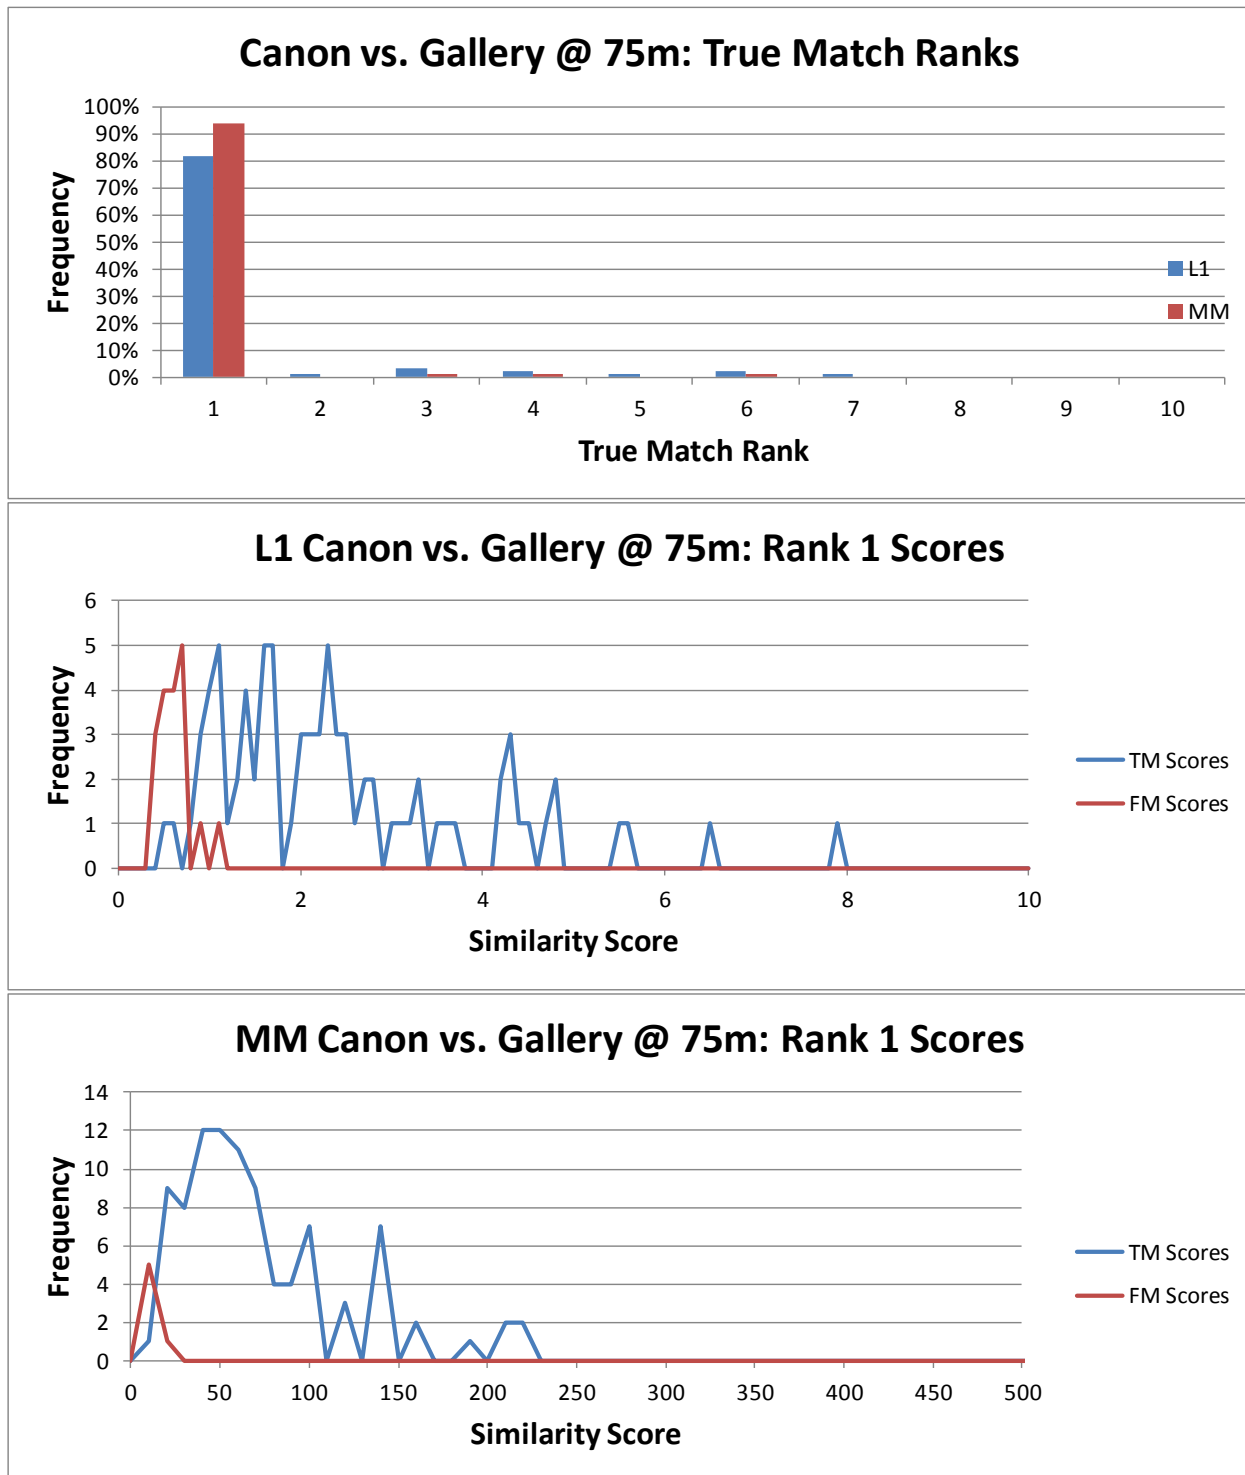 Canon vs. Gallery @ 75m: True Match Ranks
100%
90%
80%
70%
60%
50%
40%
30%
20%
10%
0%
Frequency
1 2 3 4 5 6 7 8 9 10
True Match Rank
L1
MM
L1 Canon vs. Gallery @ 75m: Rank 1 Scores
6
5
4
3
2
1
0
Frequency
0 2 4 6 8 10
Similarity Score
TM Scores
FM Scores
MM Canon vs. Gallery @ 75m: Rank 1 Scores
14
12
10
8
6
4
2
0
Frequency
0 50 100 150 200 250 300 350 400 450 500
Similarity Score
TM Scores
FM Scores